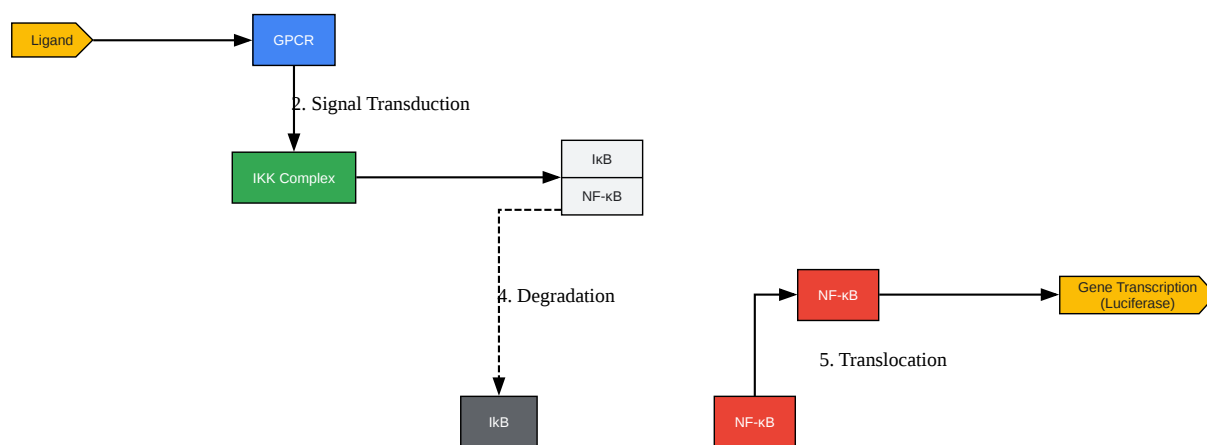 Ligand
GPCR
2. Signal Transduction
IKK Complex
IκB
NF-κB
4. Degradation
NF-κB
Gene Transcription
(Luciferase)
5. Translocation
IkB
NF-κB